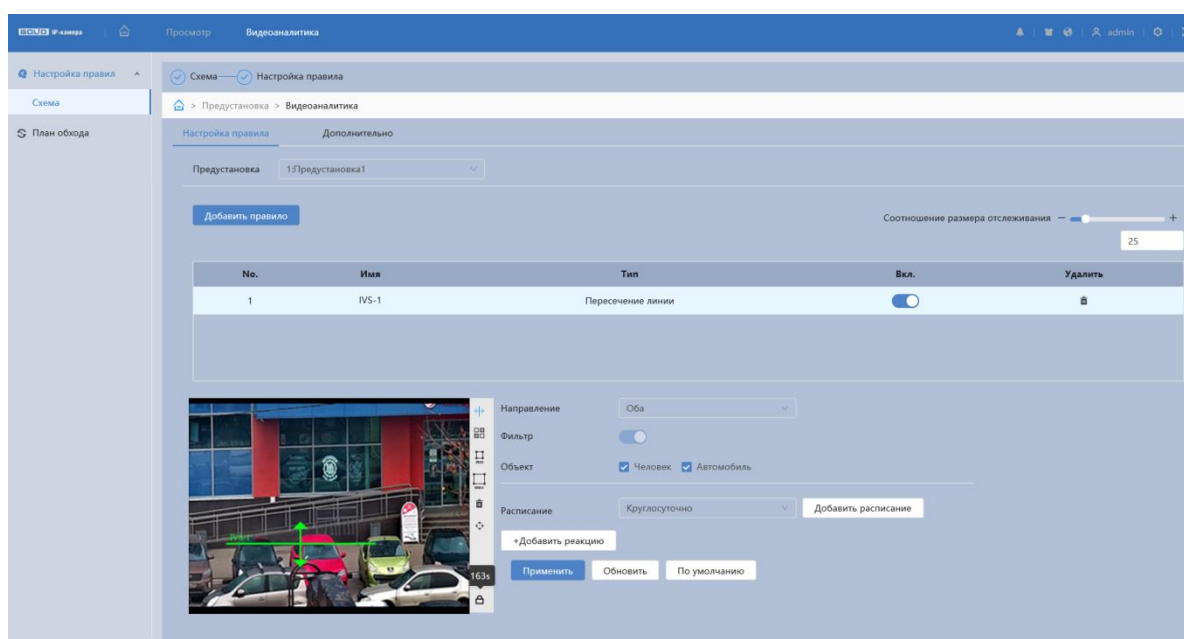 BOLID IP-камера Просмотр Видеоаналитика admin
Настройка правил
Схема
План обхода
Схема Настройка правила
> Предустановка > Видеоаналитика
Настройка правила Дополнительно
Предустановка 1:Предустановка1
Добавить правило Соотношение размера отслеживания − +
25
No. Имя Тип Вкл. Удалить
1 IVS-1 Пересечение линии
Направление Оба
Фильтр
Объект Человек Автомобиль
Расписание Круглосуточно Добавить расписание
IVS-1
+Добавить реакцию
Применить Обновить По умолчанию
163s